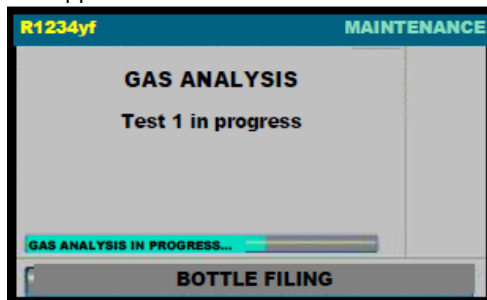 R1234yf MAINTENANCE
GAS ANALYSIS
Test 1 in progress
GAS ANALYSIS IN PROGRESS...
BOTTLE FILING